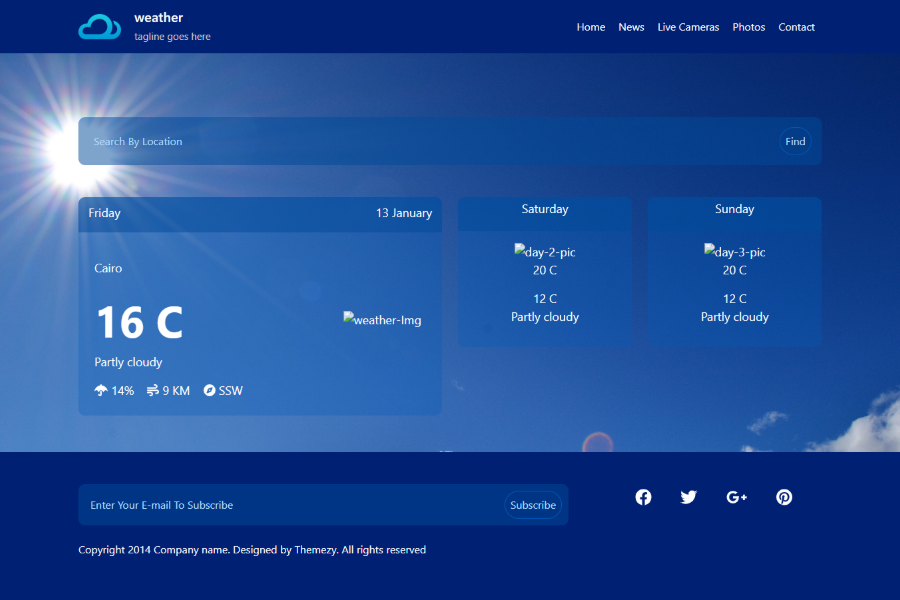 weather
tagline goes here
Home News Live Cameras Photos Contact
Search By Location Find
Friday 13 January
Cairo
16 C
weather-Img
Partly cloudy
14% 9 KM SSW
Saturday
day-2-pic
20 C
12 C
Partly cloudy
Sunday
day-3-pic
20 C
12 C
Partly cloudy
Enter Your E-mail To Subscribe Subscribe
Copyright 2014 Company name. Designed by Themezy. All rights reserved